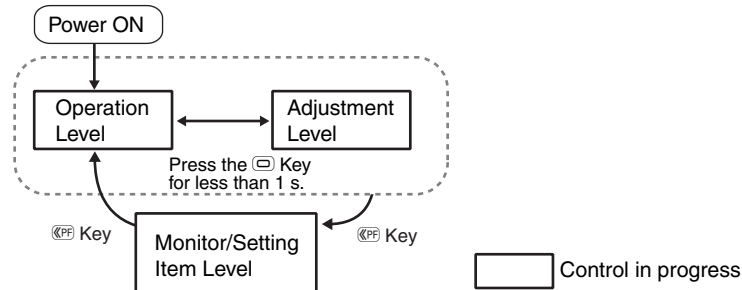 Power ON
Operation
Level
Adjustment
Level
Press the Key
for less than 1 s.
PF Key
Monitor/Setting
Item Level
PF Key
Control in progress